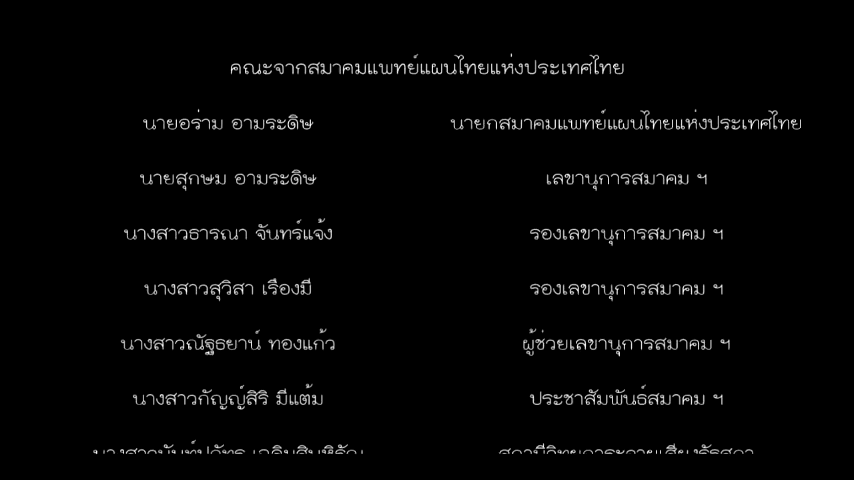 คณะจากสมาคมแพทย์แผนไทยแห่งประเทศไทย
นายอร่าม อามระดิษ นายกสมาคมแพทย์แผนไทยแห่งประเทศไทย
นายสุกษม อามระดิษ เลขานุการสมาคม ฯ
นางสาวธารณา จันทร์แจ้ง รองเลขานุการสมาคม ฯ
นางสาวสุวิสา เรืองมี รองเลขานุการสมาคม ฯ
นางสาวณัฐธยาน์ ทองแก้ว ผู้ช่วยเลขานุการสมาคม ฯ
นางสาวกัญญ์สิริ มีแต้ม ประชาสัมพันธ์สมาคม ฯ